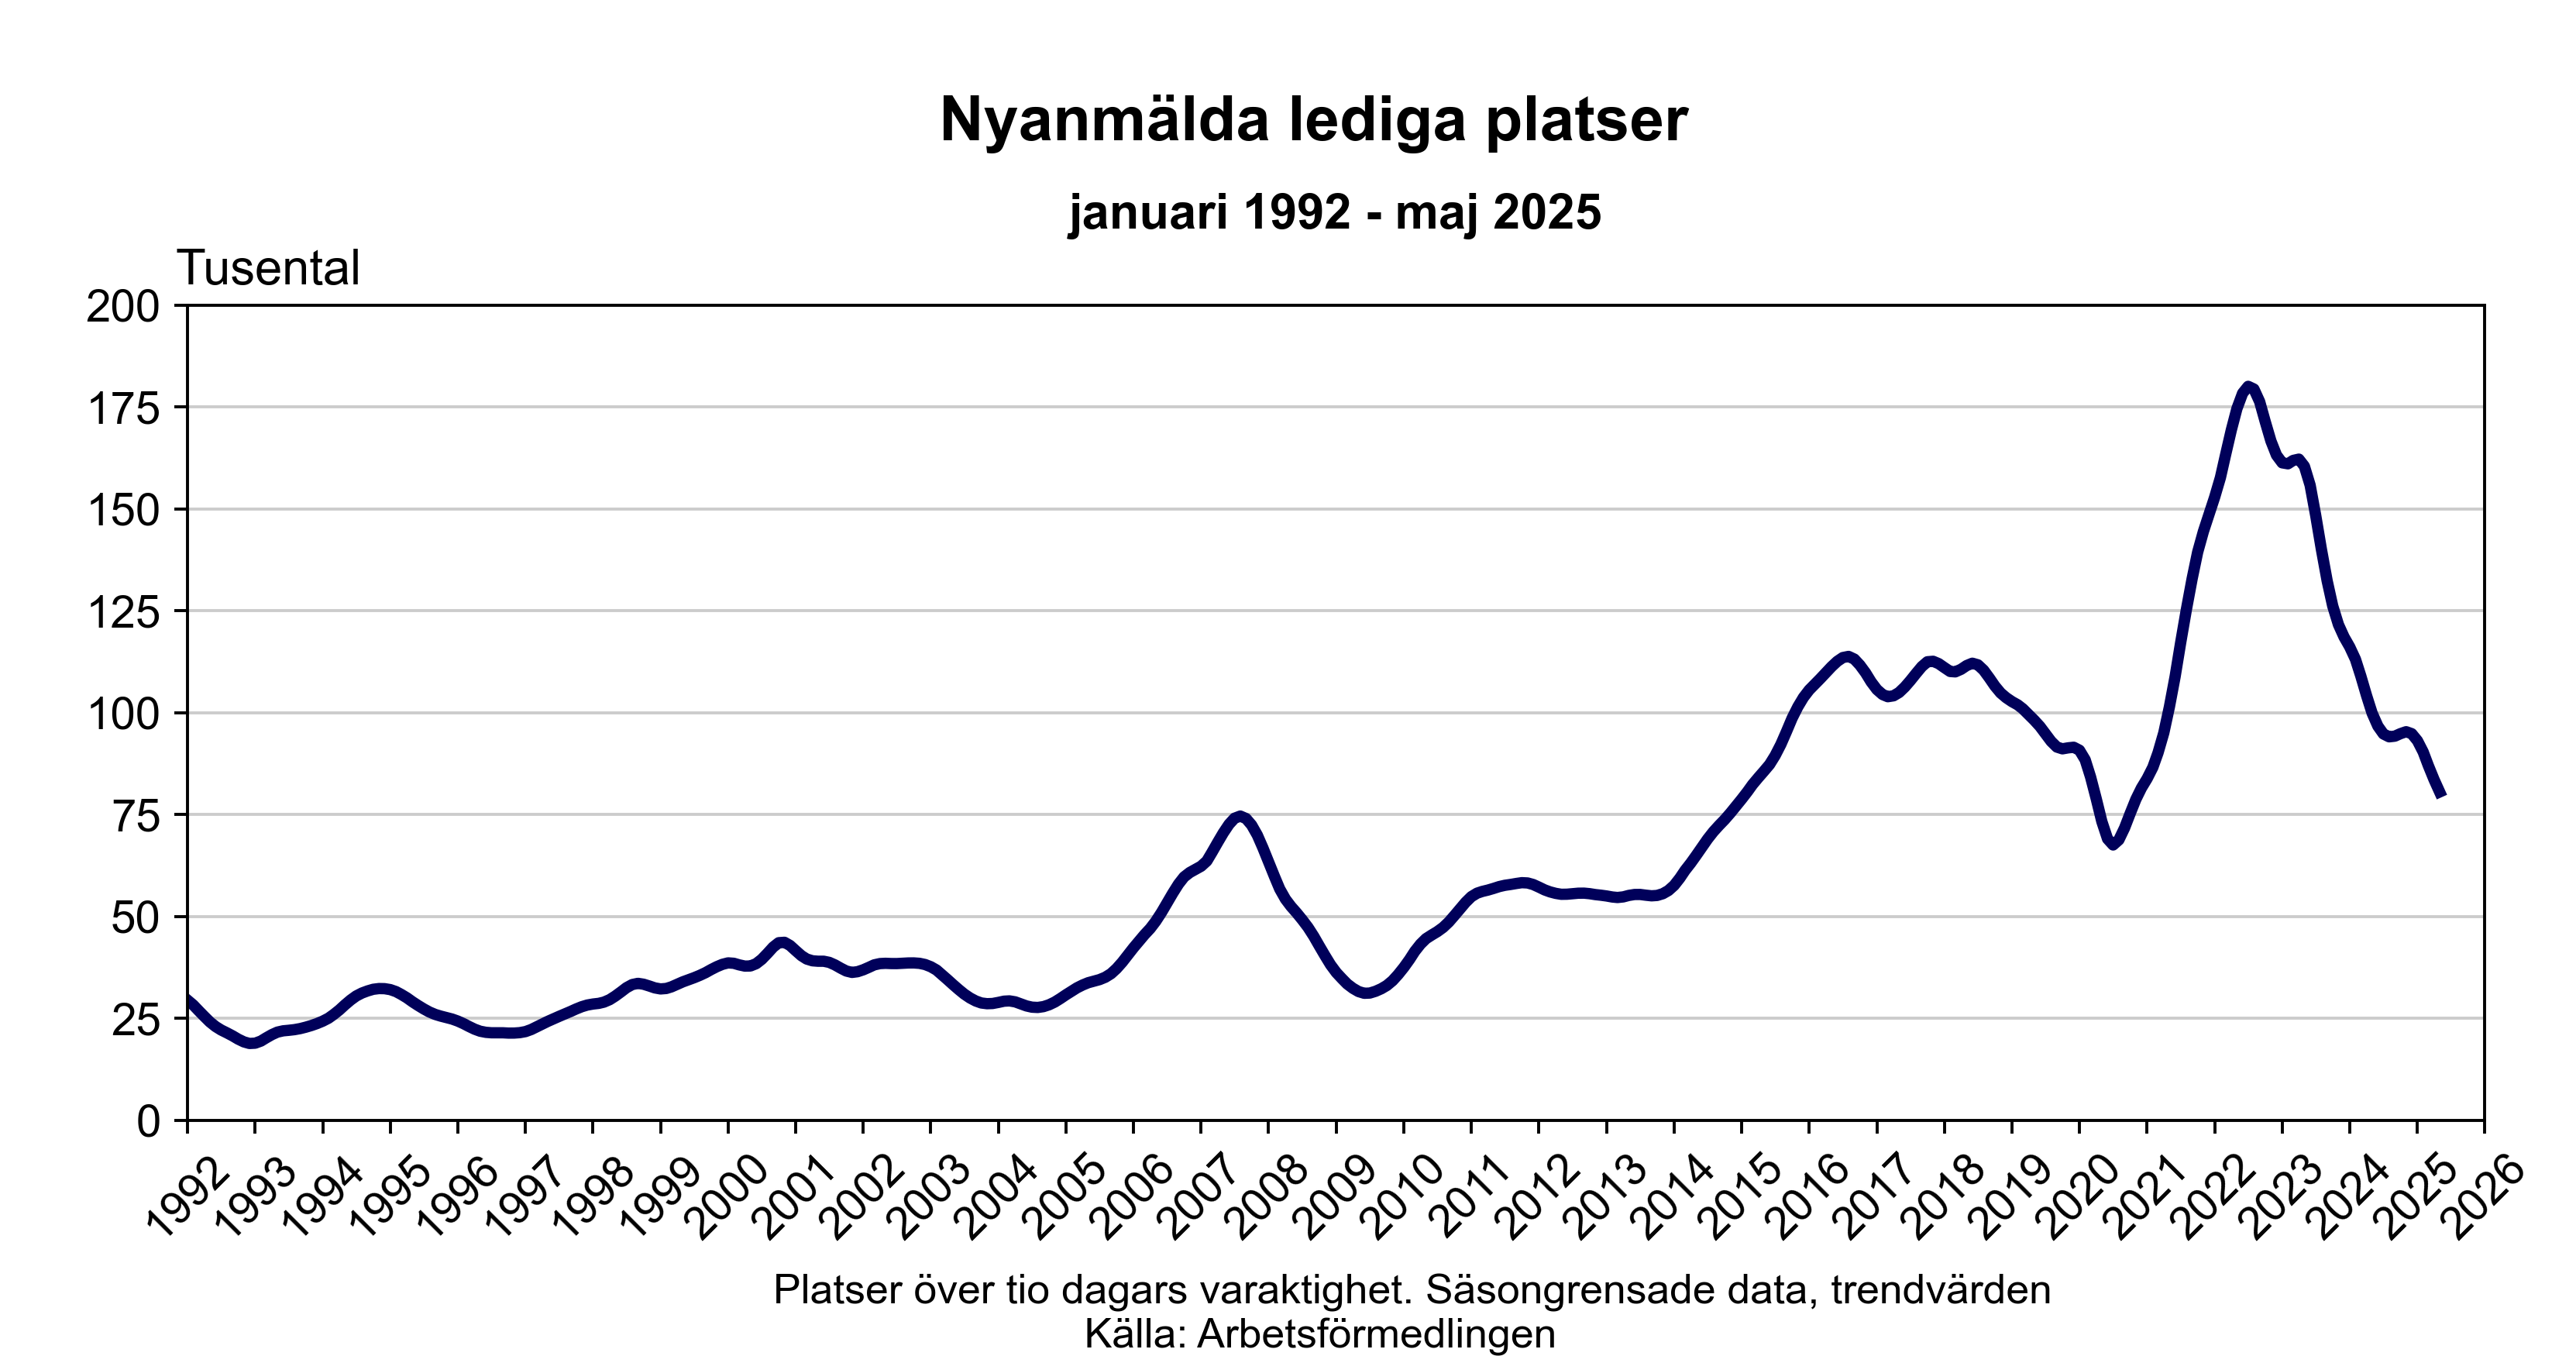 Nyanmälda lediga platser
januari 1992 - maj 2025
Tusental
200
175
150
125
100
75
50
25
0
1992 1993 1994 1995 1996 1997 1998 1999 2000 2001 2002 2003 2004 2005 2006 2007 2008 2009 2010 2011 2012 2013 2014 2015 2016 2017 2018 2019 2020 2021 2022 2023 2024 2025 2026
Platser över tio dagars varaktighet. Säsongrensade data, trendvärden
Källa: Arbetsförmedlingen